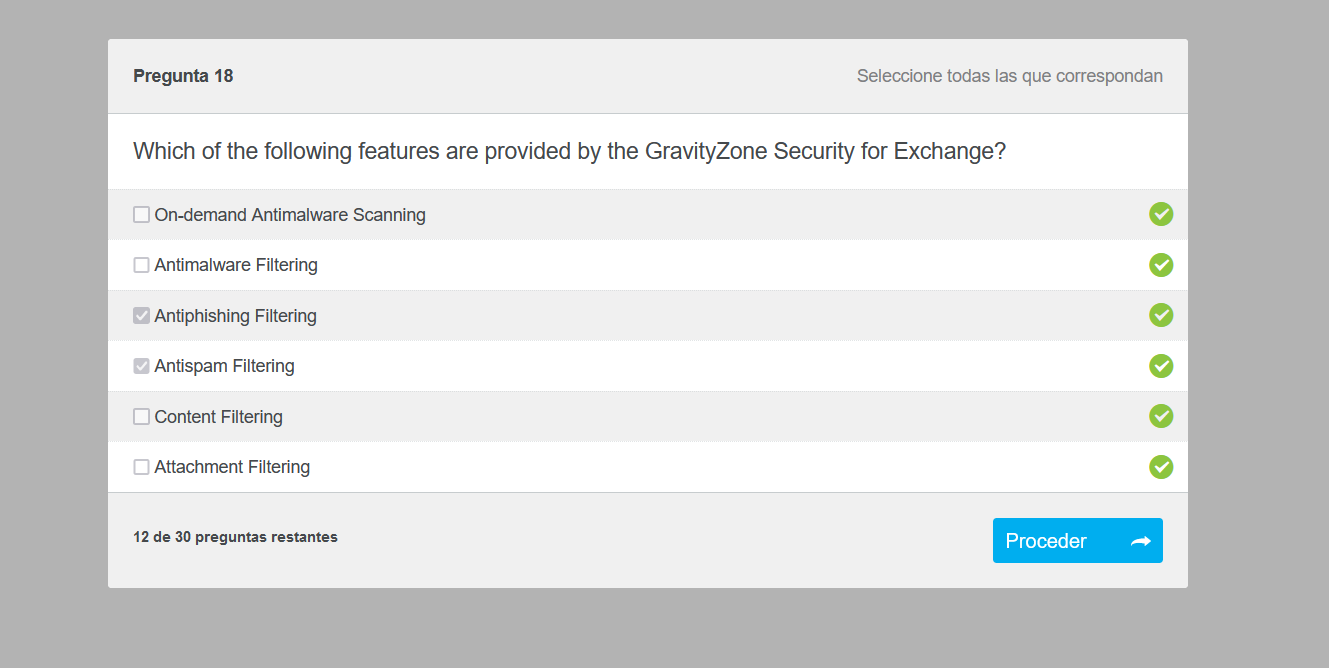 Pregunta 18
Seleccione todas las que correspondan
Which of the following features are provided by the GravityZone Security for Exchange?
On-demand Antimalware Scanning
Antimalware Filtering
Antiphishing Filtering
Antispam Filtering
Content Filtering
Attachment Filtering
12 de 30 preguntas restantes
Proceder